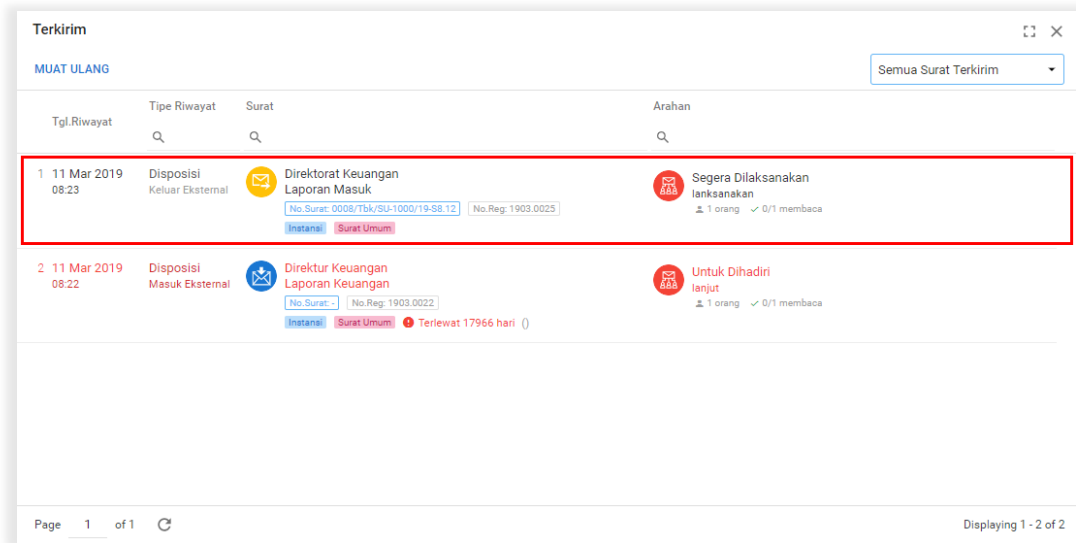 Terkirim
MUAT ULANG
Semua Surat Terkirim
Tgl.Riwayat
Tipe Riwayat
Surat
Arahan
1 11 Mar 2019
08:23
Disposisi
Keluar Eksternal
Direktorat Keuangan
Laporan Masuk
No.Surat: 0008/Tbk/SU-1000/19-S8.12 No.Reg: 1903.0025
Instansi Surat Umum
Segera Dilaksanakan
lanksanakan
1 orang 0/1 membaca
2 11 Mar 2019
08:22
Disposisi
Masuk Eksternal
Direktur Keuangan
Laporan Keuangan
No.Surat: - No.Reg: 1903.0022
Instansi Surat Umum Terlewat 17966 hari ()
Untuk Dihadiri
lanjut
1 orang 0/1 membaca
Page 1 of 1
Displaying 1 - 2 of 2